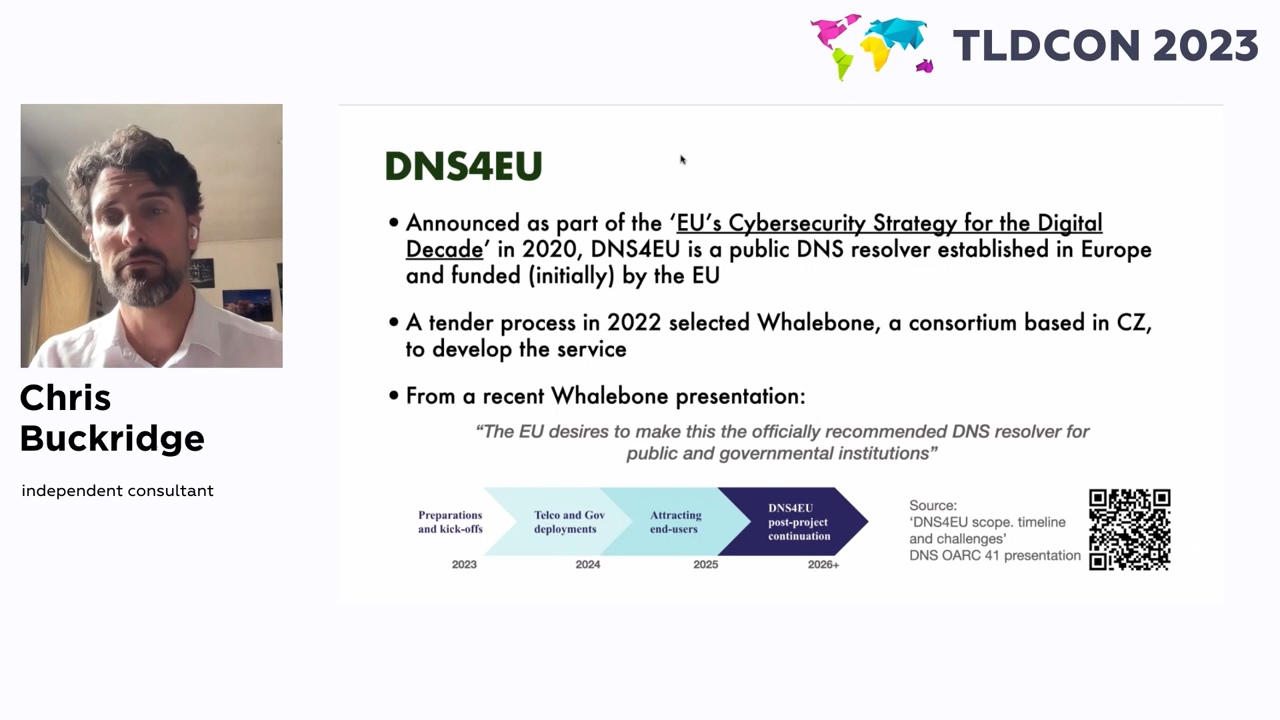 TLDCON 2023
Chris
Buckridge
independent consultant
DNS4EU
• Announced as part of the ‘EU’s Cybersecurity Strategy for the Digital
Decade’ in 2020, DNS4EU is a public DNS resolver established in Europe
and funded (initially) by the EU
• A tender process in 2022 selected Whalebone, a consortium based in CZ,
to develop the service
• From a recent Whalebone presentation:
“The EU desires to make this the officially recommended DNS resolver for
public and governmental institutions”
Preparations
and kick-offs
Telco and Gov
deployments
Attracting
end-users
DNS4EU
post-project
continuation
2023
2024
2025
2026+
Source:
‘DNS4EU scope. timeline
and challenges’
DNS OARC 41 presentation